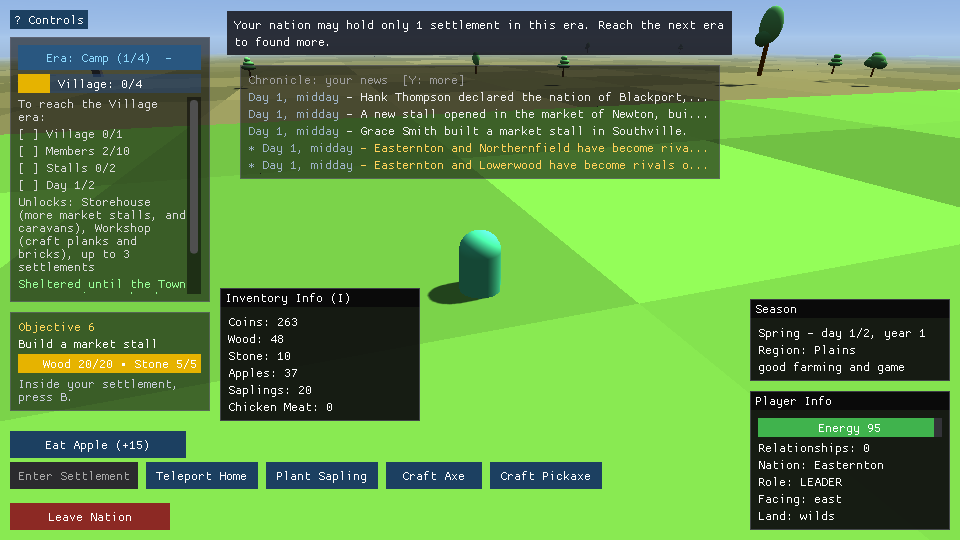 ? Controls
Your nation may hold only 1 settlement in this era. Reach the next era
to found more.
Era: Camp (1/4) –
Village: 0/4
To reach the Village
era:
[ ] Village 0/1
[ ] Members 2/10
[ ] Stalls 0/2
[ ] Day 1/2
Unlocks: Storehouse
(more market stalls, and
caravans), Workshop
(craft planks and
bricks), up to 3
settlements
Sheltered until the Town
Chronicle: your news [Y: more]
Day 1, midday – Hank Thompson declared the nation of Blackport,...
Day 1, midday – A new stall opened in the market of Newton, bui...
Day 1, midday – Grace Smith built a market stall in Southville.
* Day 1, midday – Easternton and Northernfield have become riva...
* Day 1, midday – Easternton and Lowerwood have become rivals o...
Objective 6
Build a market stall
Wood 20/20 • Stone 5/5
Inside your settlement,
press B.
Inventory Info (I)
Coins: 263
Wood: 48
Stone: 10
Apples: 37
Saplings: 20
Chicken Meat: 0
Season
Spring – day 1/2, year 1
Region: Plains
good farming and game
Player Info
Energy 95
Relationships: 0
Nation: Easternton
Role: LEADER
Facing: east
Land: wilds
Eat Apple (+15)
Enter Settlement
Teleport Home
Plant Sapling
Craft Axe
Craft Pickaxe
Leave Nation